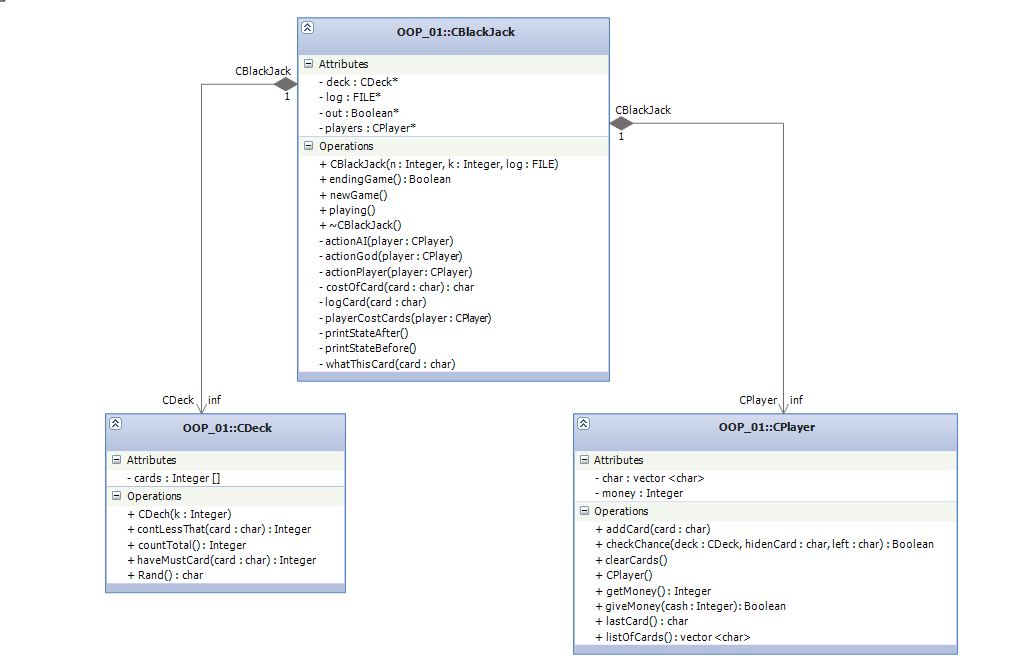 OOP_01::CBlackJack
Attributes
- deck : CDeck*
- log : FILE*
- out : Boolean*
- players : CPlayer*
Operations
+ CBlackJack(n : Integer, k : Integer, log : FILE)
+ endingGame() : Boolean
+ newGame()
+ playing()
+ ~CBlackJack()
- actionAI(player : CPlayer)
- actionGod(player : CPlayer)
- actionPlayer(player : CPlayer)
- costOfCard(card : char) : char
- logCard(card : char)
- playerCostCards(player : CPlayer)
- printStateAfter()
- printStateBefore()
- whatThisCard(card : char)
CBlackJack
1
CBlackJack
1
CDeck inf
CPlayer inf
OOP_01::CDeck
Attributes
- cards : Integer []
Operations
+ CDech(k : Integer)
+ contLessThat(card : char) : Integer
+ countTotal() : Integer
+ haveMustCard(card : char) : Integer
+ Rand() : char
OOP_01::CPlayer
Attributes
- char : vector <char>
- money : Integer
Operations
+ addCard(card : char)
+ checkChance(deck : CDeck, hidenCard : char, left : char) : Boolean
+ clearCards()
+ CPlayer()
+ getMoney() : Integer
+ giveMoney(cash : Integer) : Boolean
+ lastCard() : char
+ listOfCards() : vector <char>